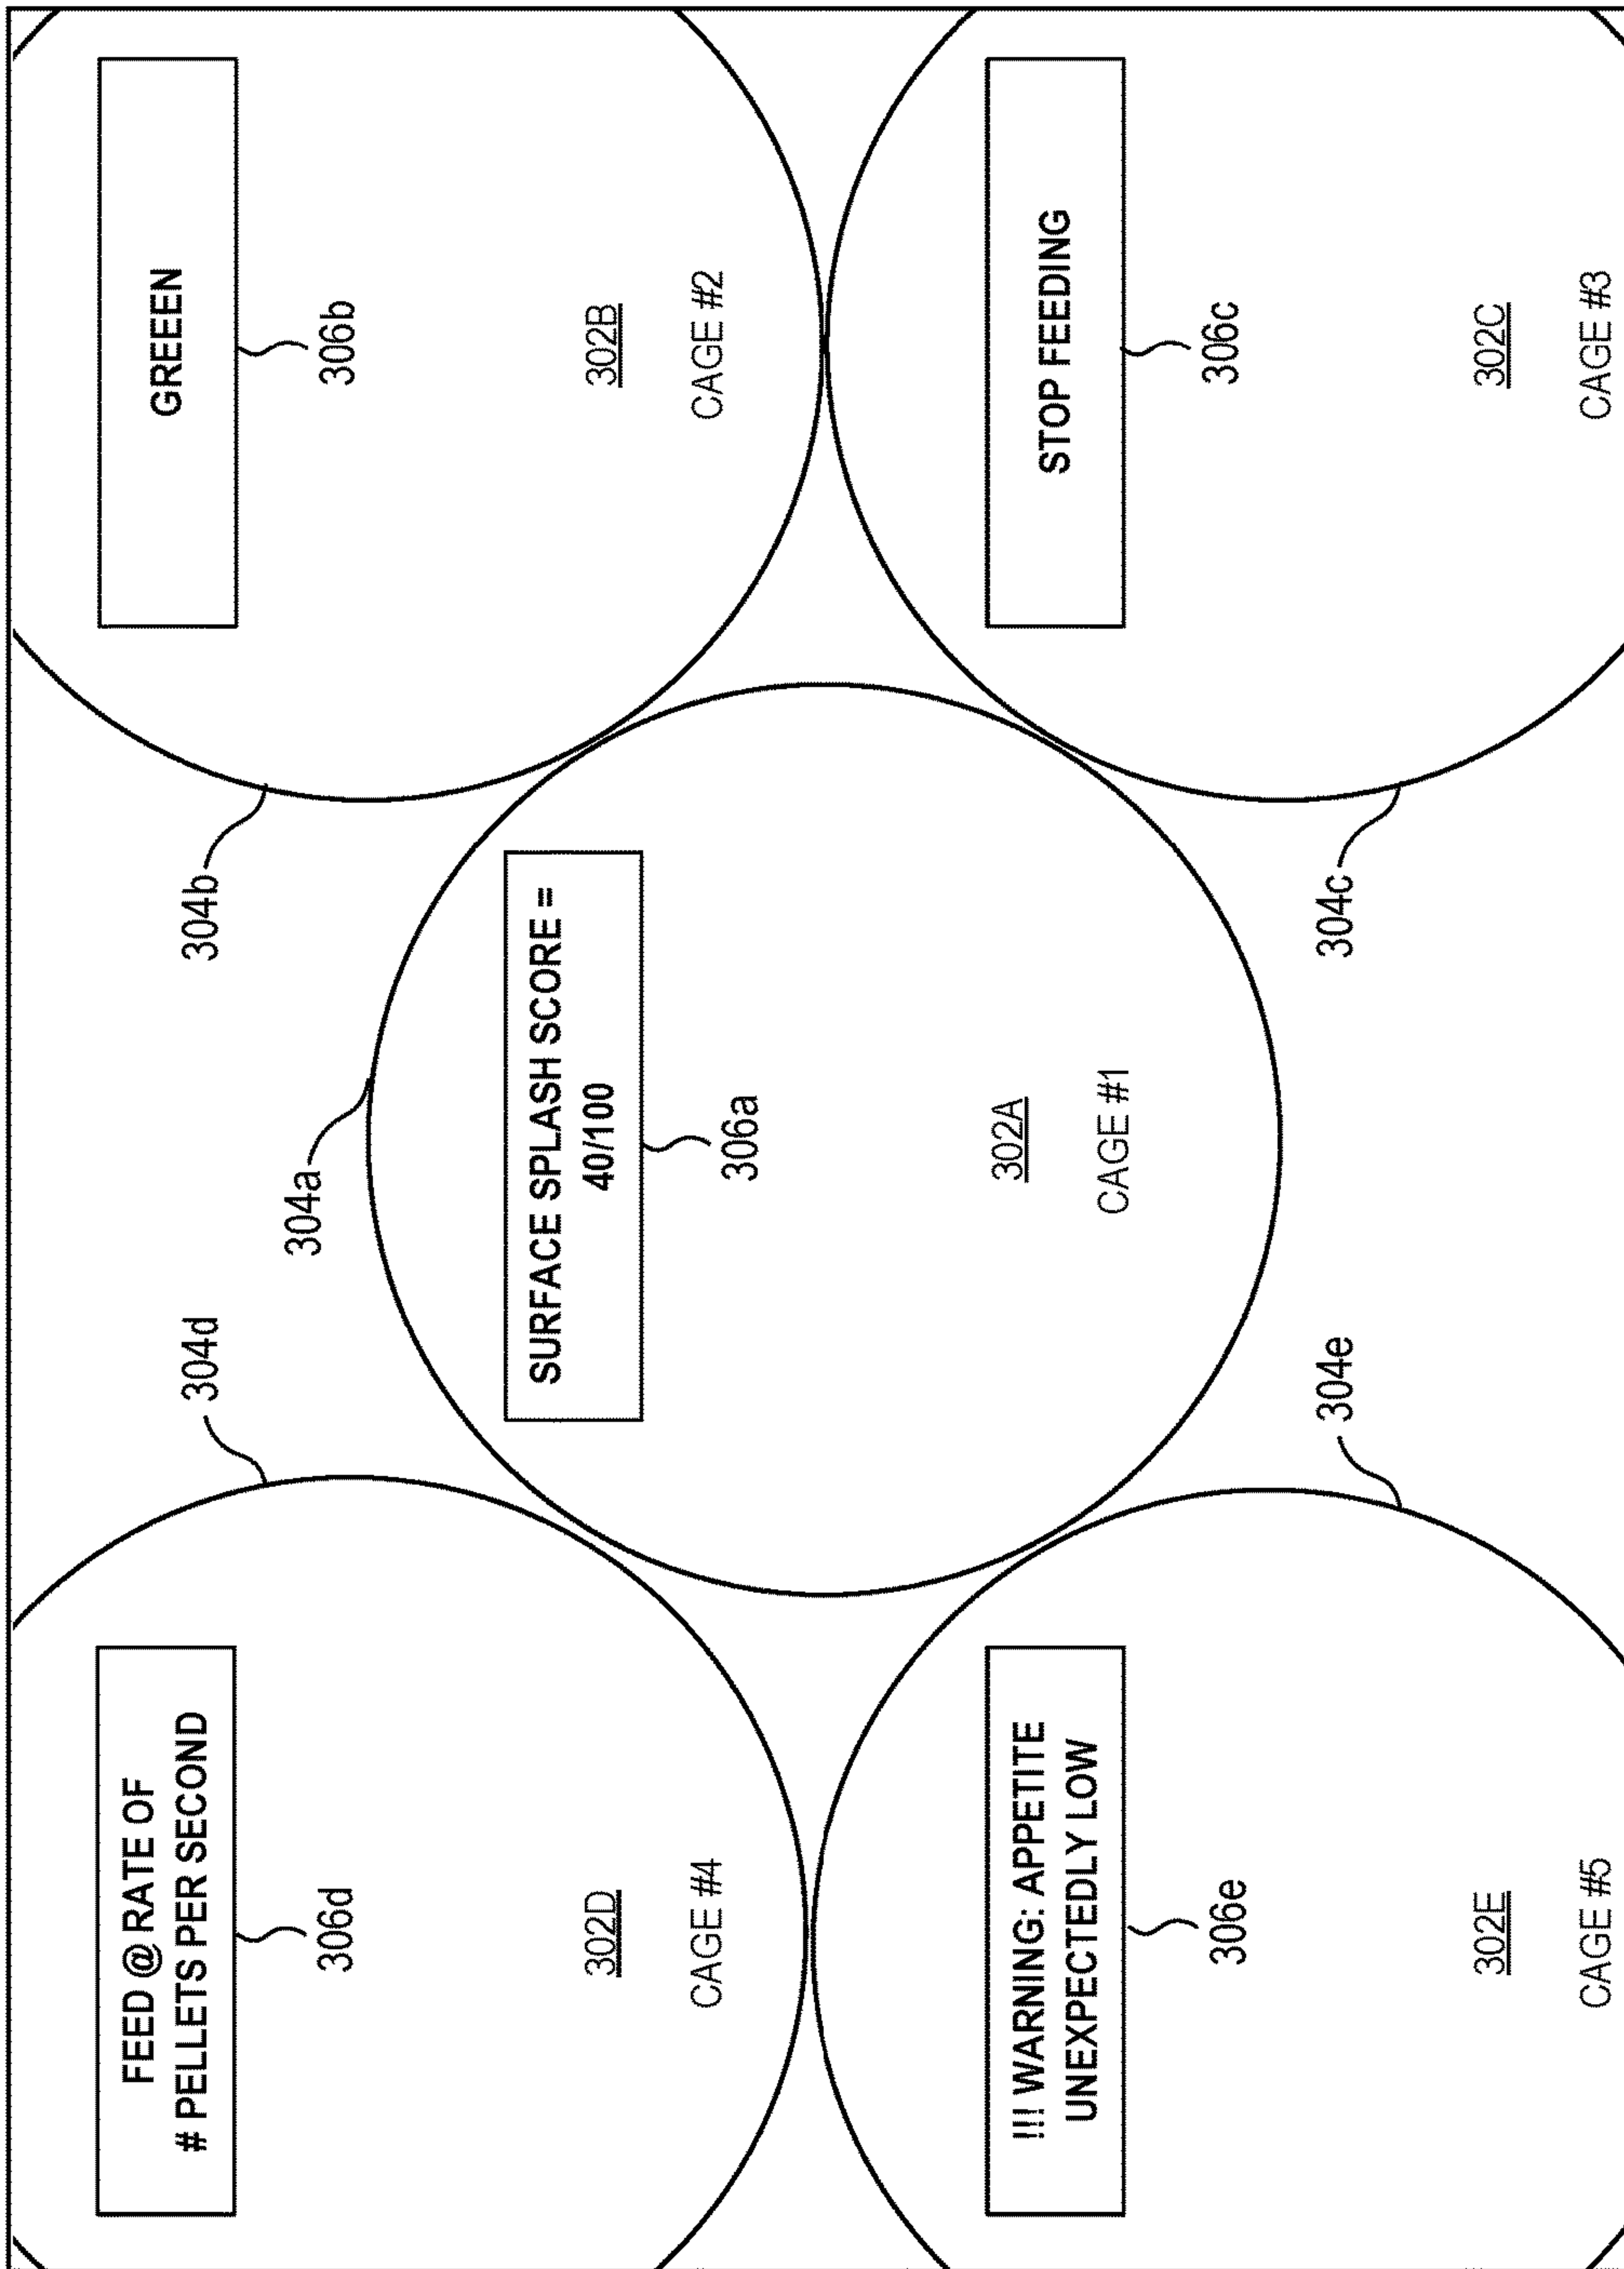 304d
304a
304b
FEED @ RATE OF
# PELLETS PER SECOND
306d
302D
CAGE #4
GREEEN
306b
302B
CAGE #2
SURFACE SPLASH SCORE =
40/100
306a
302A
CAGE #1
!!! WARNING: APPETITE
UNEXPECTEDLY LOW
306e
302E
CAGE #5
STOP FEEDING
306c
302C
CAGE #3
304e
304c